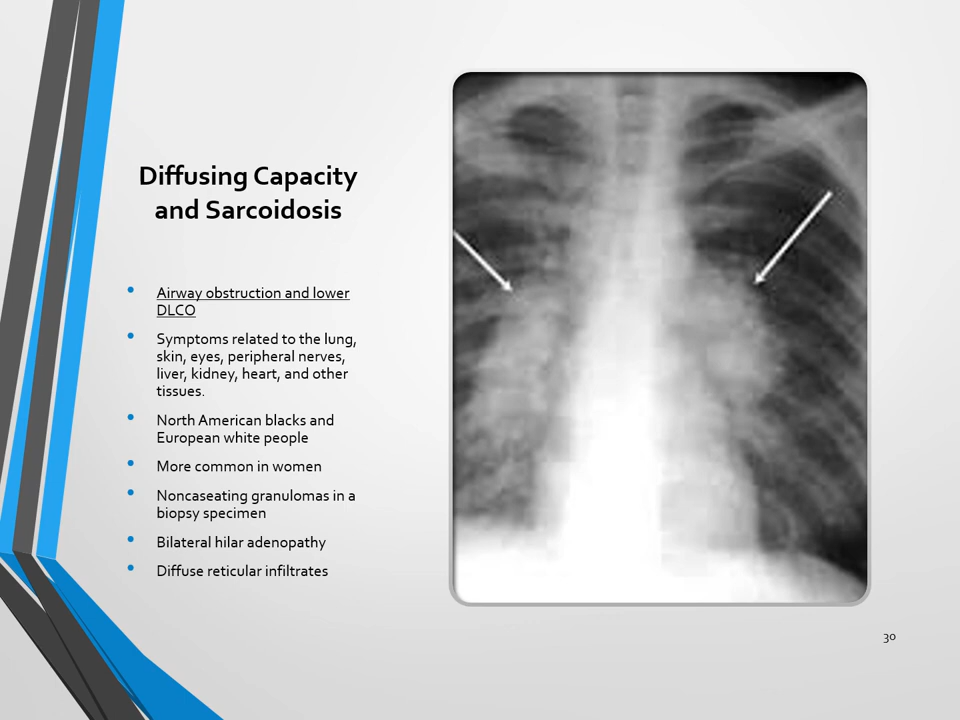 Diffusing Capacity
and Sarcoidosis
• Airway obstruction and lower
DLCO
• Symptoms related to the lung,
skin, eyes, peripheral nerves,
liver, kidney, heart, and other
tissues.
• North American blacks and
European white people
• More common in women
• Noncaseating granulomas in a
biopsy specimen
• Bilateral hilar adenopathy
• Diffuse reticular infiltrates
30